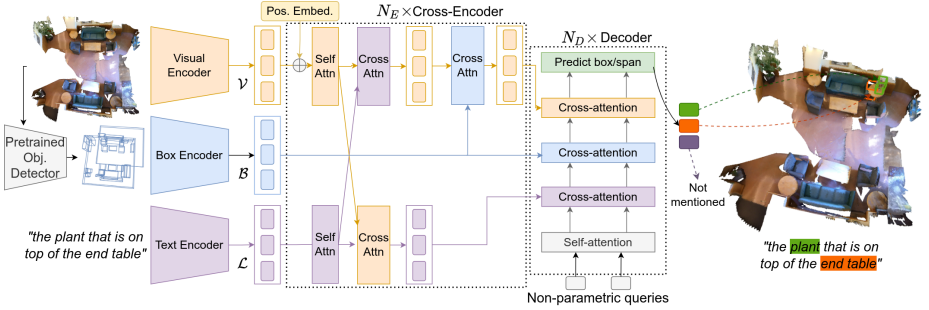 Pos. Embed.
N_E × Cross-Encoder
N_D × Decoder
Visual
Encoder
V
Self
Attn
Cross
Attn
Cross
Attn
Predict box/span
Cross-attention
Pretrained
Obj.
Detector
Box Encoder
B
Cross-attention
Not
mentioned
"the plant that is on
top of the end table"
Text Encoder
L
Self
Attn
Cross
Attn
Cross-attention
Self-attention
Non-parametric queries
"the plant that is on
top of the end table"